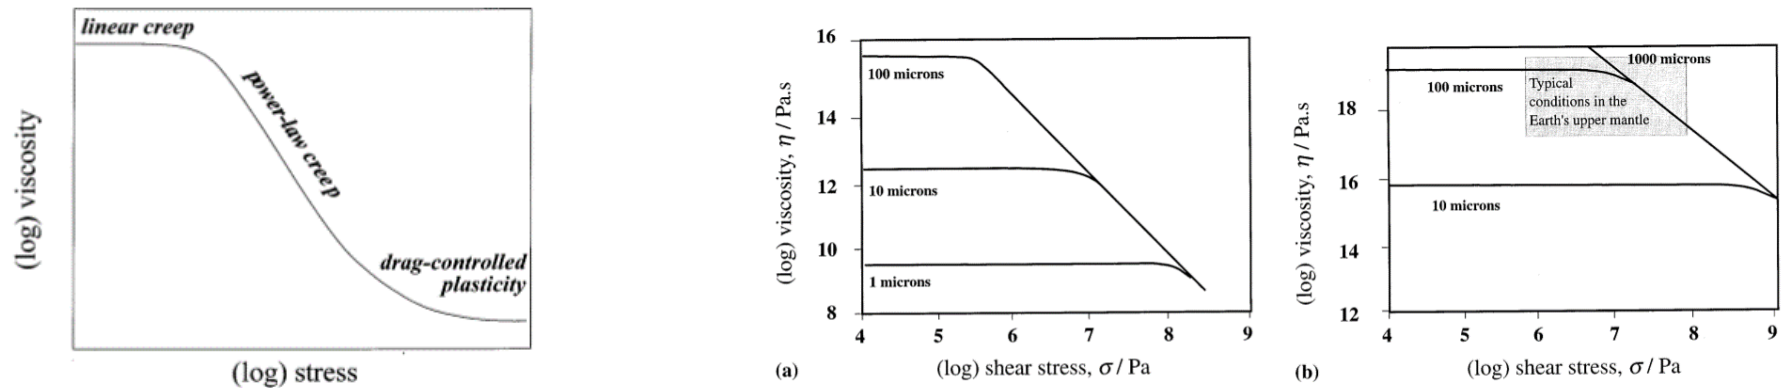 linear creep
power-law creep
drag-controlled
plasticity
(log) viscosity
(log) stress
16
14
12
10
8
100 microns
10 microns
1 microns
4 5 6 7 8 9
(log) viscosity, η / Pa.s
(a)
(log) shear stress, σ / Pa
18
16
14
12
1000 microns
100 microns
Typical
conditions in the
Earth's upper mantle
10 microns
4 5 6 7 8 9
(log) viscosity, η / Pa.s
(b)
(log) shear stress, σ / Pa